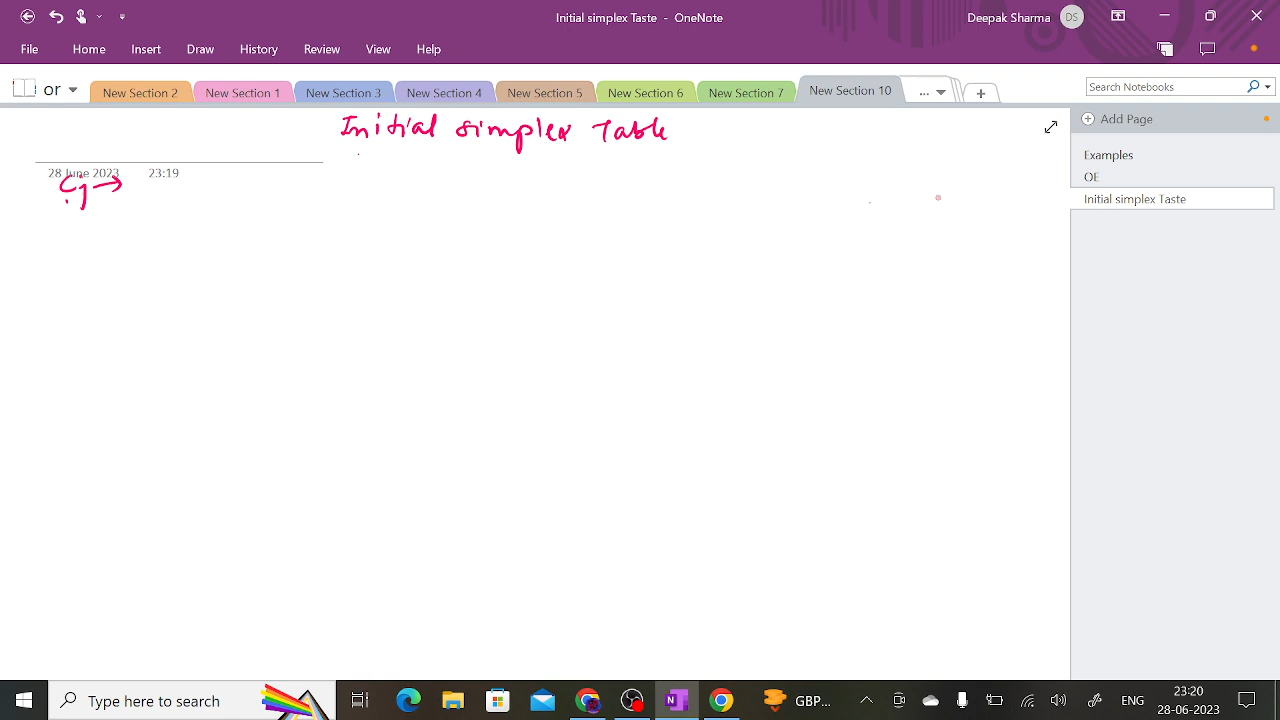 Initial simplex Taste - OneNote
Deepak Sharma DS
File Home Insert Draw History Review View Help
or New Section 2 New Section 1 New Section 3 New Section 4 New Section 5 New Section 6 New Section 7 New Section 10 ... +
Search Notebooks
Initial simplex Table
28 June 2023 23:19
Cj →
Add Page
Examples
OE
Initial simplex Taste
Type here to search
GBP...
ENG
23:20
28-06-2023